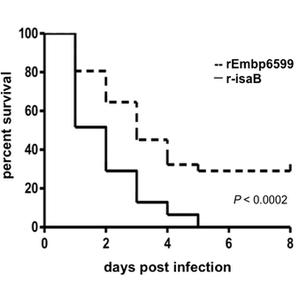 percent survival
100
80
60
40
20
0
rEmbp6599
r-isaB
P < 0.0002
0 2 4 6 8
days post infection